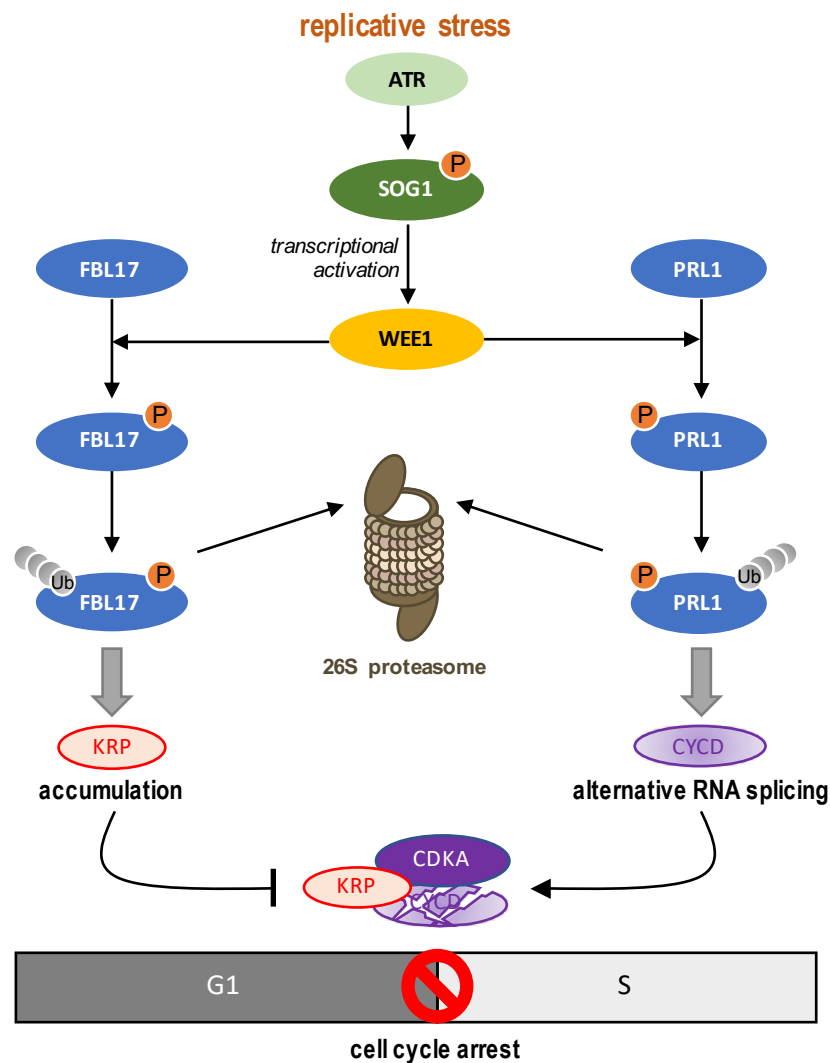 replicative stress
ATR
P
SOG1
transcriptional
activation
FBL17
PRL1
WEE1
P
FBL17
P
PRL1
Ub
P
FBL17
P
Ub
PRL1
26S proteasome
KRP
CYCD
accumulation
alternative RNA splicing
CDKA
KRP
CYCD
G1
S
cell cycle arrest